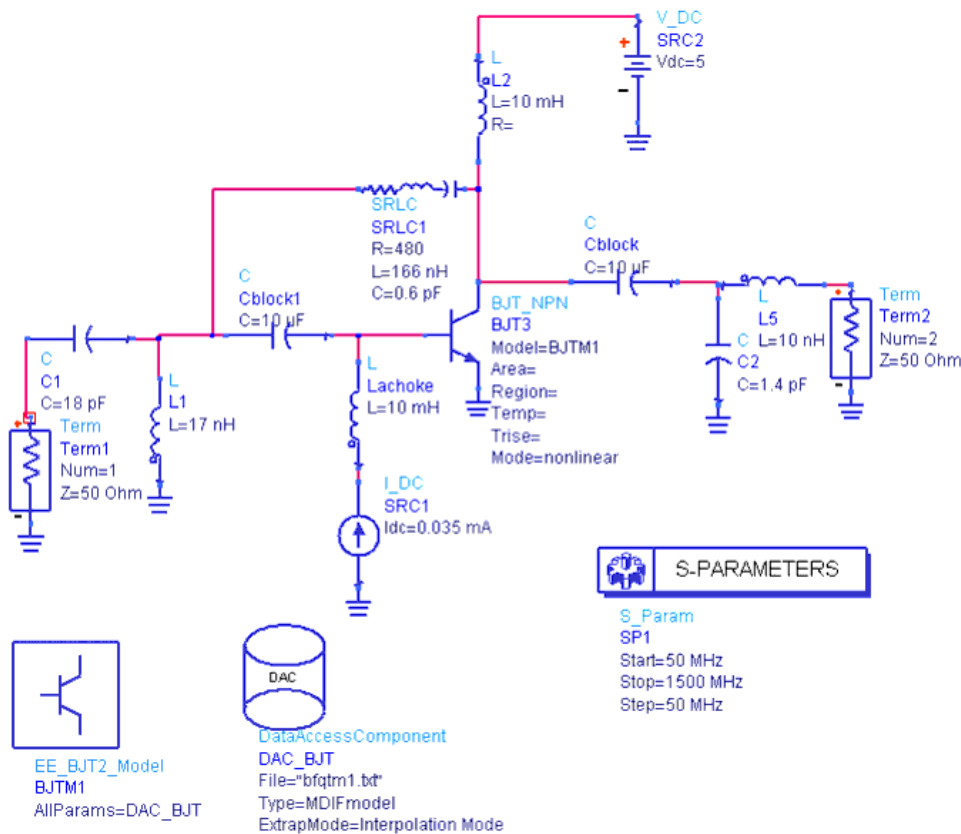 V_DC
SRC2
Vdc=5
+
−
L
L2
L=10 mH
R=
SRLC
SRLC1
R=480
L=166 nH
C=0.6 pF
C
Cblock1
C=10 uF
C
Cblock
C=10 uF
BJT_NPN
BJT3
Model=BJTM1
Area=
Region=
Temp=
Trise=
Mode=nonlinear
L
L5
L=10 nH
C
C2
C=1.4 pF
Term
Term2
Num=2
Z=50 Ohm
+
-
C
C1
C=18 pF
L
L1
L=17 nH
Term
Term1
Num=1
Z=50 Ohm
+
-
L
Lachoke
L=10 mH
I_DC
SRC1
Idc=0.035 mA
S-PARAMETERS
S_Param
SP1
Start=50 MHz
Stop=1500 MHz
Step=50 MHz
EE_BJT2_Model
BJTM1
AllParams=DAC_BJT
DAC
DataAccessComponent
DAC_BJT
File="bfqtm1.txt"
Type=MDIFmodel
ExtrapMode=Interpolation Mode